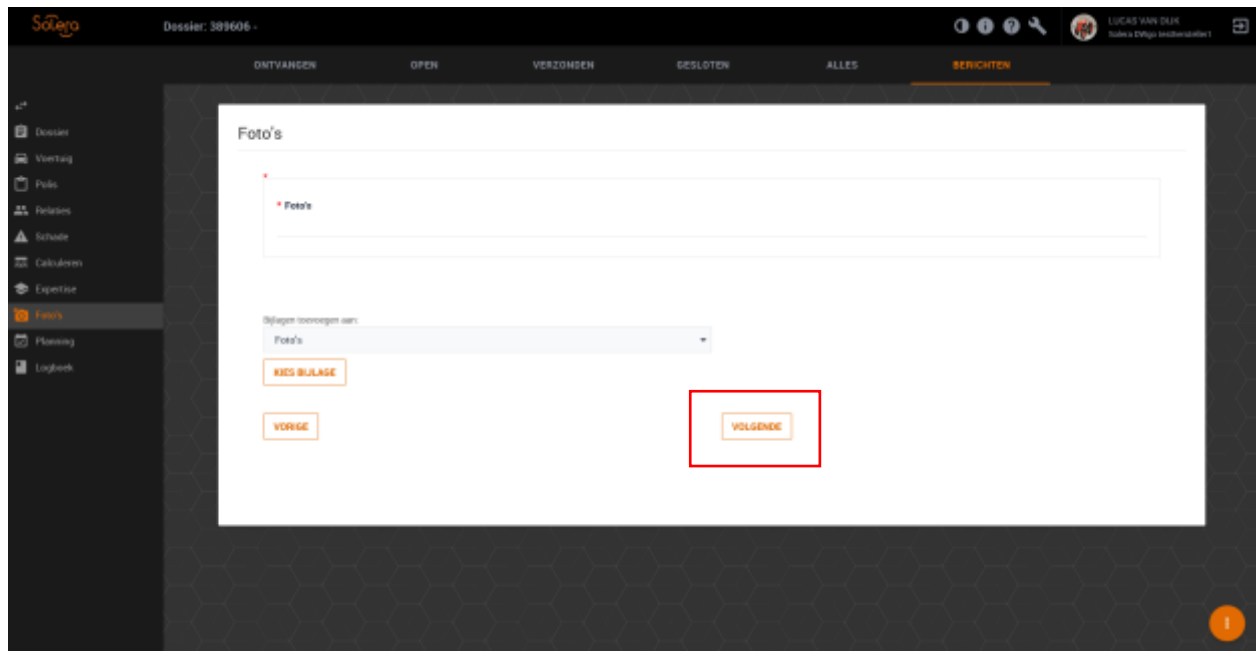 Solera
Dossier: 389606 -
LUCAS VAN DIJK
ONTVANGEN OPEN VERZONDEN GESLOTEN ALLES BERICHTEN
Dossier
Voertuig
Polis
Relaties
Schade
Calculeren
Expertise
Foto's
Planning
Logboek
Foto's
*
* Foto's
Bijlagen toevoegen aan:
Foto's
KIES BIJLAGE
VORIGE VOLGENDE